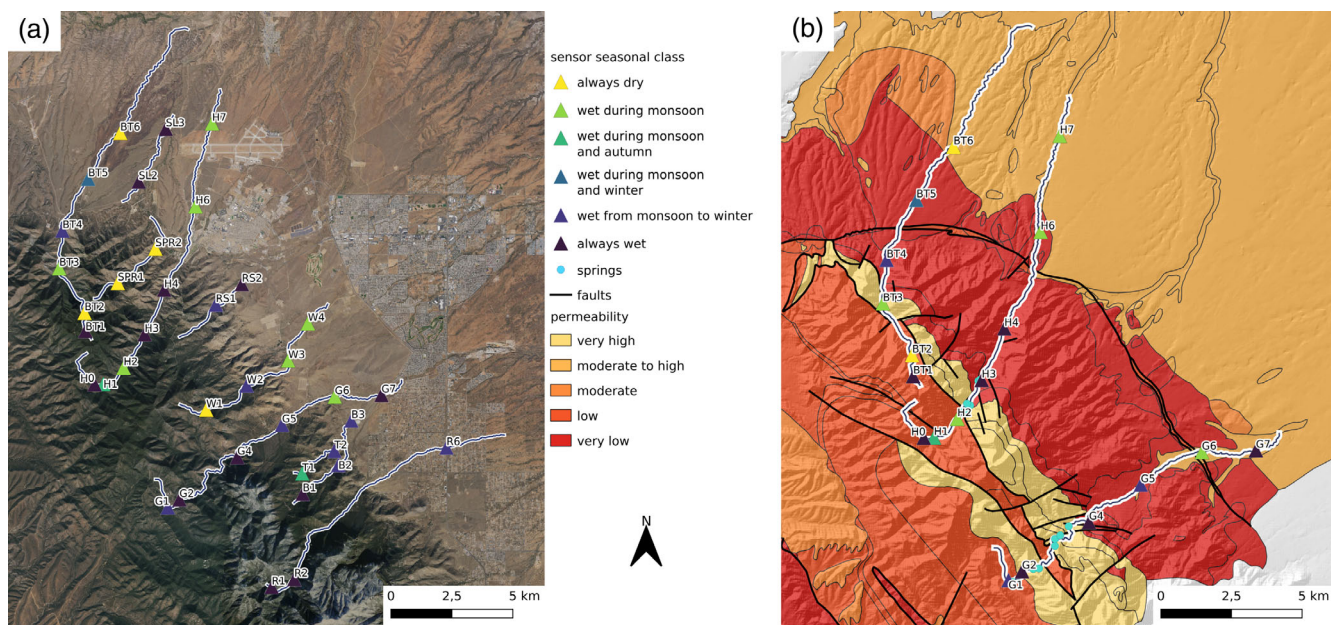 (a)
BT6
SL3
H7
BT5
SL2
BT4
H6
SPR2
BT3
SPR1
H4
RS2
RS1
BT2
BT1
H3
W4
H0
H1
H2
W3
W2
W1
G6
G7
G5
B3
G4
T2
R6
T1
B2
B1
G1
G2
R1
R2
0
2,5
5 km
sensor seasonal class
always dry
wet during monsoon
wet during monsoon
and autumn
wet during monsoon
and winter
wet from monsoon to winter
always wet
springs
faults
permeability
very high
moderate to high
moderate
low
very low
N
(b)
BT6
H7
BT5
H6
BT4
BT3
H4
BT2
BT1
H3
H2
H0
H1
G6
G7
G5
G4
G2
G1
0
2,5
5 km